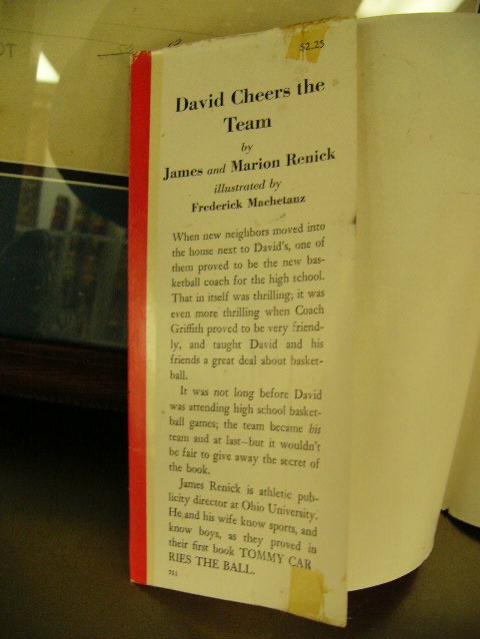 $2.25
David Cheers the
Team
by
James and Marion Renick
illustrated by
Frederick Machetanz
When new neighbors moved into
the house next to David's, one of
them proved to be the new bas-
ketball coach for the high school.
That in itself was thrilling; it was
even more thrilling when Coach
Griffith proved to be very friend-
ly, and taught David and his
friends a great deal about basket-
ball.
It was not long before David
was attending high school basket-
ball games; the team became his
team and at last—but it wouldn't
be fair to give away the secret of
the book.
James Renick is athletic pub-
licity director at Ohio University.
He and his wife know sports, and
know boys, as they proved in
their first book TOMMY CAR
RIES THE BALL.